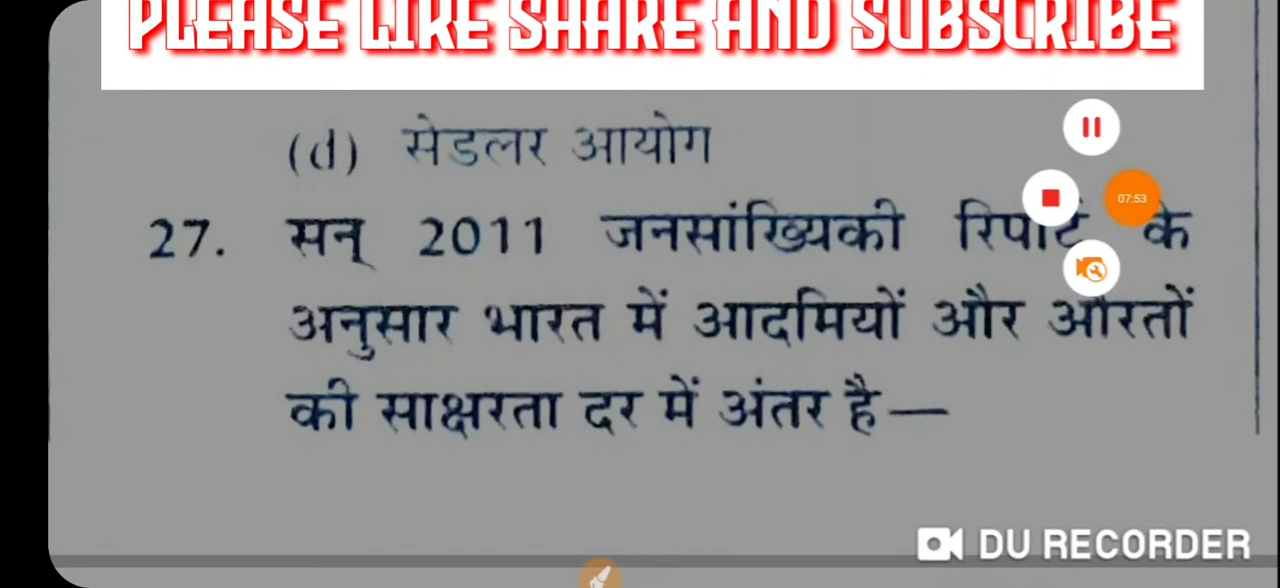 PLEASE LIKE SHARE AND SUBSCRIBE
(d) सेडलर आयोग
07:53
27. सन् 2011 जनसांख्यिकी रिपोर्ट के
अनुसार भारत में आदमियों और औरतों
की साक्षरता दर में अंतर है—
DU RECORDER